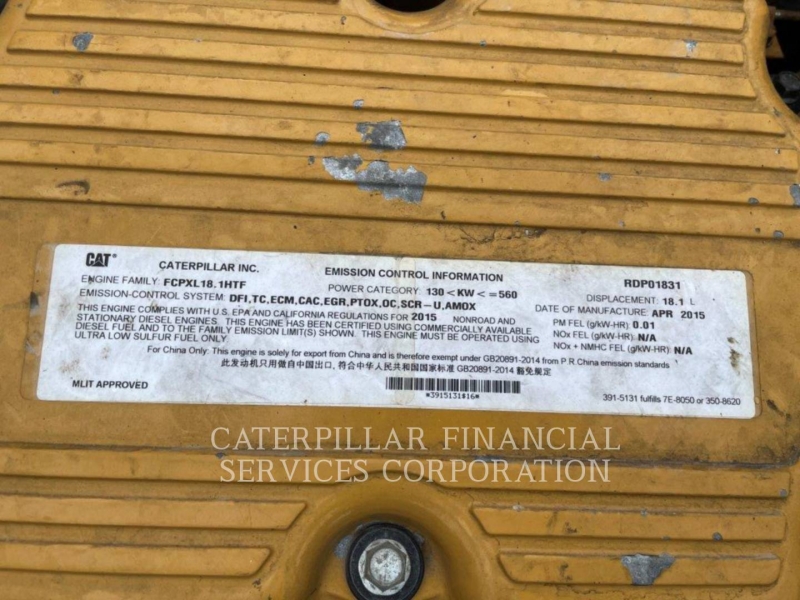 CAT®
CATERPILLAR INC.
EMISSION CONTROL INFORMATION
RDP01831
ENGINE FAMILY: FCPXL18.1HTF
POWER CATEGORY: 130 < KW < = 560
DISPLACEMENT: 18.1 L
EMISSION-CONTROL SYSTEM: DFI,TC,ECM,CAC,EGR,PTOX,OC,SCR-U,AMOX
DATE OF MANUFACTURE: APR 2015
THIS ENGINE COMPLIES WITH U.S. EPA AND CALIFORNIA REGULATIONS FOR 2015 NONROAD AND
STATIONARY DIESEL ENGINES. THIS ENGINE HAS BEEN CERTIFIED USING COMMERCIALLY AVAILABLE
DIESEL FUEL AND TO THE FAMILY EMISSION LIMIT(S) SHOWN. THIS ENGINE MUST BE OPERATED USING
ULTRA LOW SULFUR FUEL ONLY.
PM FEL (g/kW-HR): 0.01
NOx FEL (g/kW-HR): N/A
NOx + NMHC FEL (g/kW-HR): N/A
For China Only: This engine is solely for export from China and is therefore exempt under GB20891-2014 from P.R.China emission standards
此发动机只用做自中国出口, 符合中华人民共和国国家标准 GB20891-2014 豁免规定
MLIT APPROVED
*3915131016*
391-5131 fulfills 7E-8050 or 350-8620
CATERPILLAR FINANCIAL
SERVICES CORPORATION